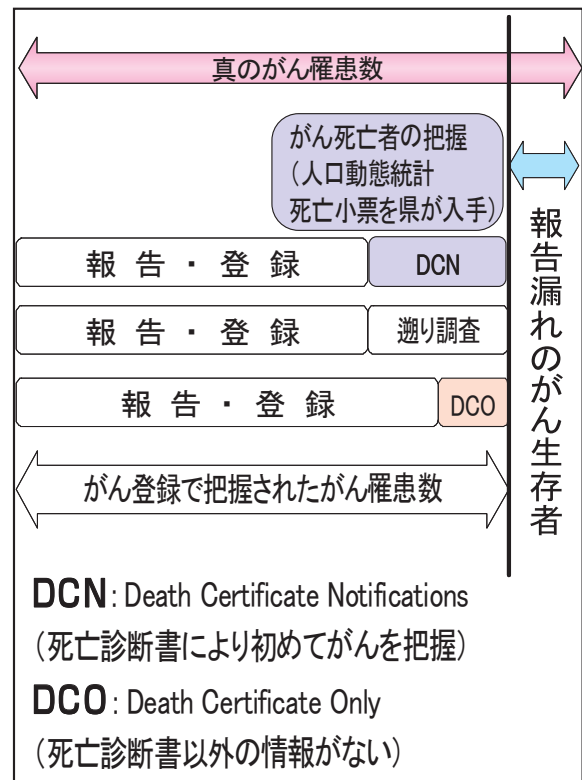 真のがん罹患数
がん死亡者の把握
（人口動態統計
死亡小票を県が入手）
報告漏れのがん生存者
報告・登録
DCN
報告・登録
遡り調査
報告・登録
DCO
がん登録で把握されたがん罹患数
DCN：Death Certificate Notifications
（死亡診断書により初めてがんを把握）
DCO：Death Certificate Only
（死亡診断書以外の情報がない）